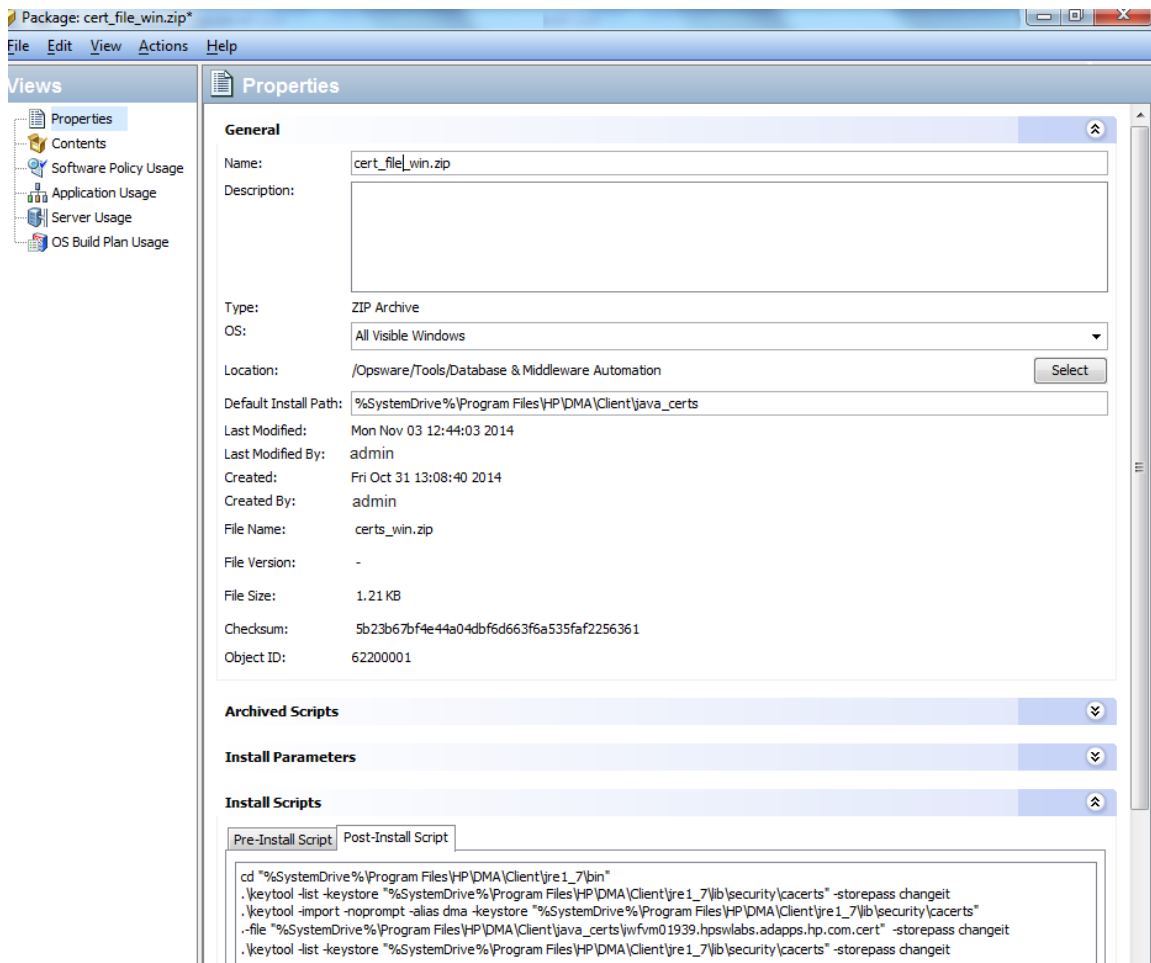 Package: cert_file_win.zip*
File Edit View Actions Help
Views
Properties
Contents
Software Policy Usage
Application Usage
Server Usage
OS Build Plan Usage
Properties
General
Name: cert_file_win.zip
Description:
Type: ZIP Archive
OS: All Visible Windows
Location: /Opsware/Tools/Database & Middleware Automation Select
Default Install Path: %SystemDrive%\Program Files\HP\DMA\Client\java_certs
Last Modified: Mon Nov 03 12:44:03 2014
Last Modified By: admin
Created: Fri Oct 31 13:08:40 2014
Created By: admin
File Name: certs_win.zip
File Version: -
File Size: 1.21 KB
Checksum: 5b23b67bf4e44a04dbf6d663f6a535faf2256361
Object ID: 62200001
Archived Scripts
Install Parameters
Install Scripts
Pre-Install Script Post-Install Script
cd "%SystemDrive%\Program Files\HP\DMA\Client\jre1_7\bin"
.\keytool -list -keystore "%SystemDrive%\Program Files\HP\DMA\Client\jre1_7\lib\security\cacerts" -storepass changeit
.\keytool -import -noprompt -alias dma -keystore "%SystemDrive%\Program Files\HP\DMA\Client\jre1_7\lib\security\cacerts"
.-file "%SystemDrive%\Program Files\HP\DMA\Client\java_certs\iwfvm01939.hpswlabs.adapps.hp.com.cert" -storepass changeit
.\keytool -list -keystore "%SystemDrive%\Program Files\HP\DMA\Client\jre1_7\lib\security\cacerts" -storepass changeit